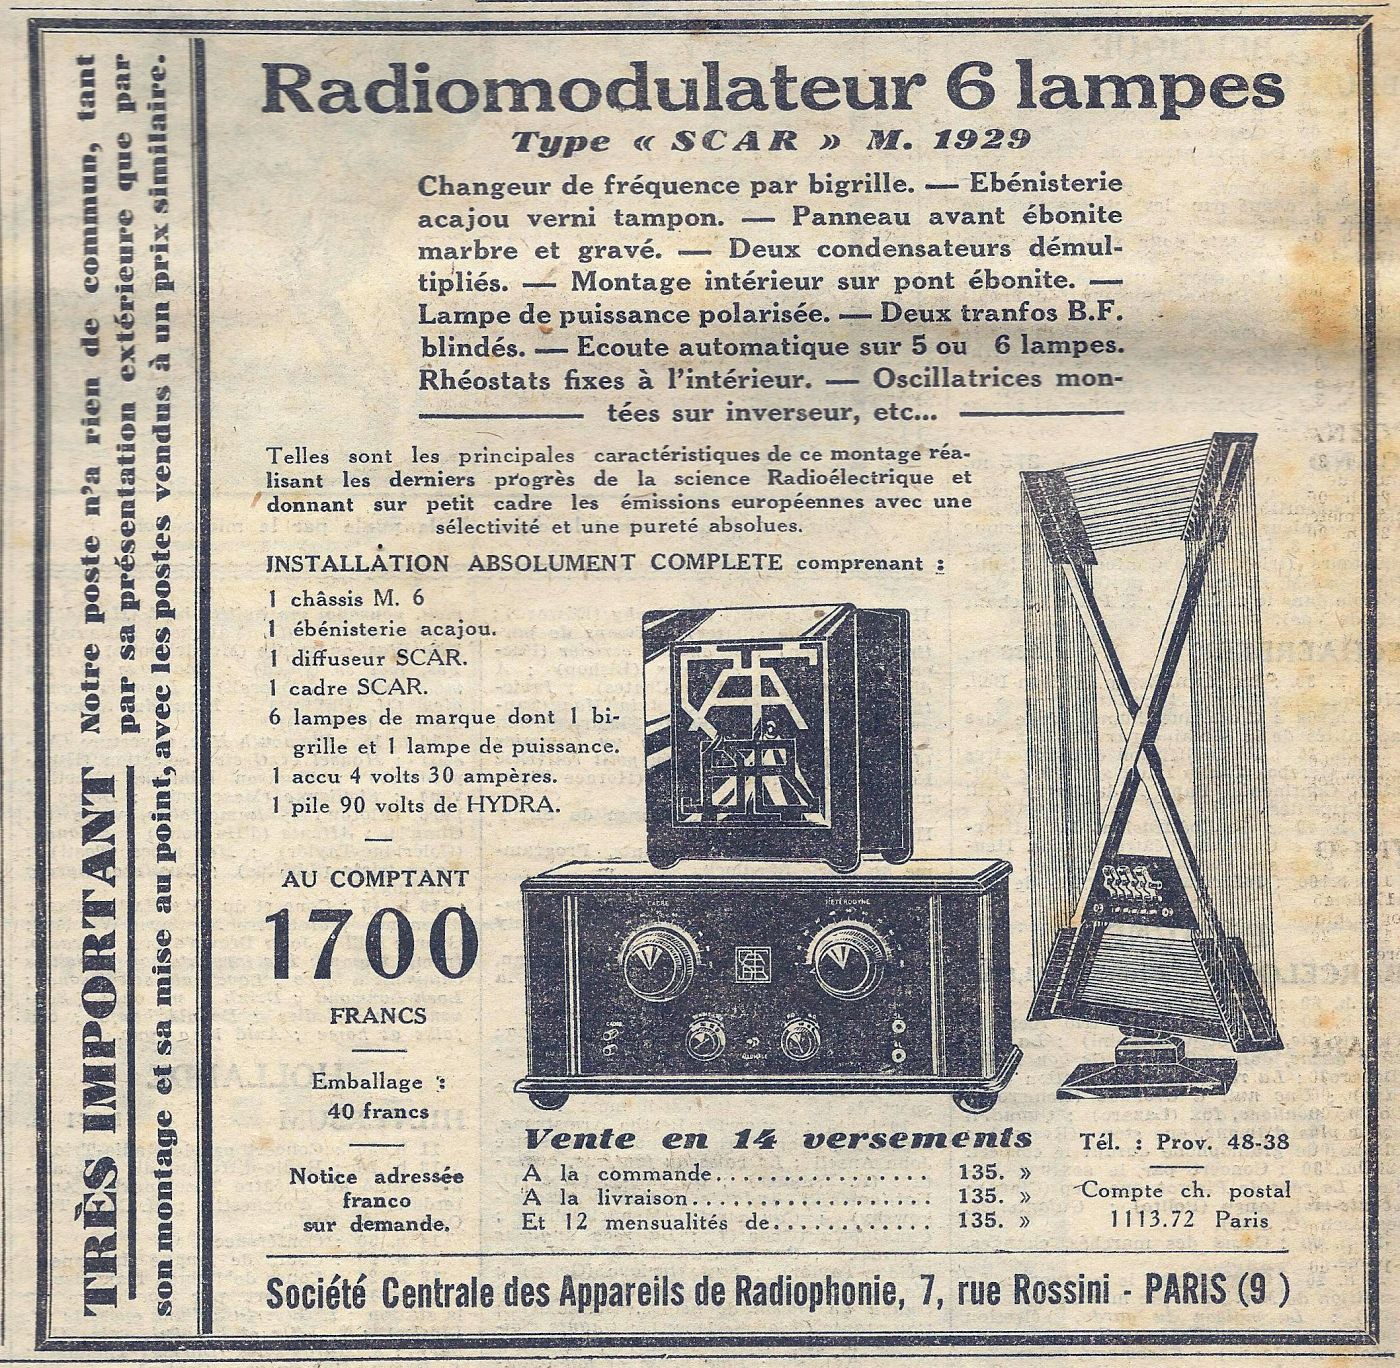 TRÈS IMPORTANT
Notre poste n'a rien de commun, tant
par sa présentation extérieure que par
son montage et sa mise au point, avec les postes vendus à un prix similaire.
Radiomodulateur 6 lampes
Type « SCAR » M. 1929
Changeur de fréquence par bigrille. — Ebénisterie
acajou verni tampon. — Panneau avant ébonite
marbre et gravé. — Deux condensateurs démul-
tipliés. — Montage intérieur sur pont ébonite. —
Lampe de puissance polarisée. — Deux tranfos B.F.
blindés. — Ecoute automatique sur 5 ou 6 lampes.
Rhéostats fixes à l'intérieur. — Oscillatrices mon-
tées sur inverseur, etc...
Telles sont les principales caractéristiques de ce montage réa-
lisant les derniers progrès de la science Radioélectrique et
donnant sur petit cadre les émissions européennes avec une
sélectivité et une pureté absolues.
INSTALLATION ABSOLUMENT COMPLETE comprenant :
1 châssis M. 6
1 ébénisterie acajou.
1 diffuseur SCAR.
1 cadre SCAR.
6 lampes de marque dont 1 bi-
grille et 1 lampe de puissance.
1 accu 4 volts 30 ampères.
1 pile 90 volts de HYDRA.
AU COMPTANT
1700
FRANCS
Emballage :
40 francs
Notice adressée
franco
sur demande.
CADRE
HETERODYNE
Vente en 14 versements
A la commande................ 135. »
A la livraison.................. 135. »
Et 12 mensualités de............ 135. »
Tél. : Prov. 48-38
Compte ch. postal
1113.72 Paris
Société Centrale des Appareils de Radiophonie, 7, rue Rossini - PARIS (9 )